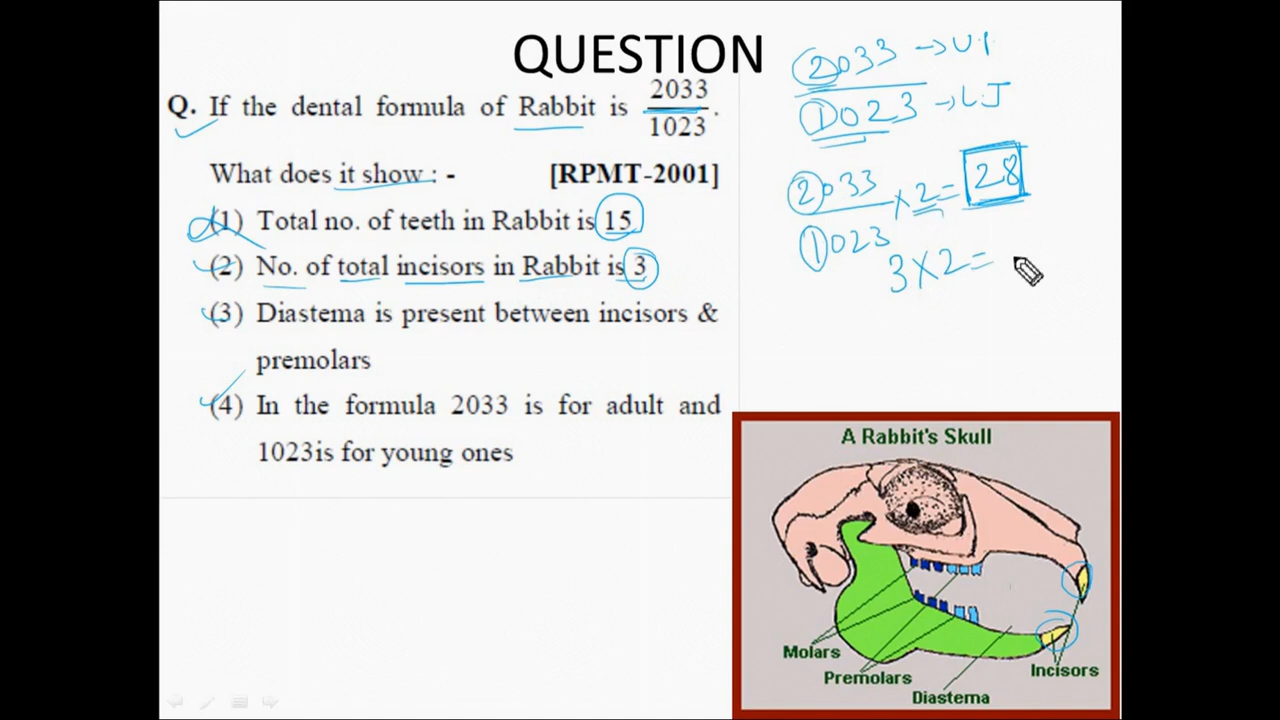 QUESTION
Q. If the dental formula of Rabbit is 2033/1023.
What does it show : - [RPMT-2001]
(1) Total no. of teeth in Rabbit is 15
(2) No. of total incisors in Rabbit is 3
(3) Diastema is present between incisors &
premolars
(4) In the formula 2033 is for adult and
1023is for young ones
2033 → U.J
1023 → L.J
2033/1023 × 2 = 28
3 × 2 =
A Rabbit's Skull
Molars
Premolars
Diastema
Incisors